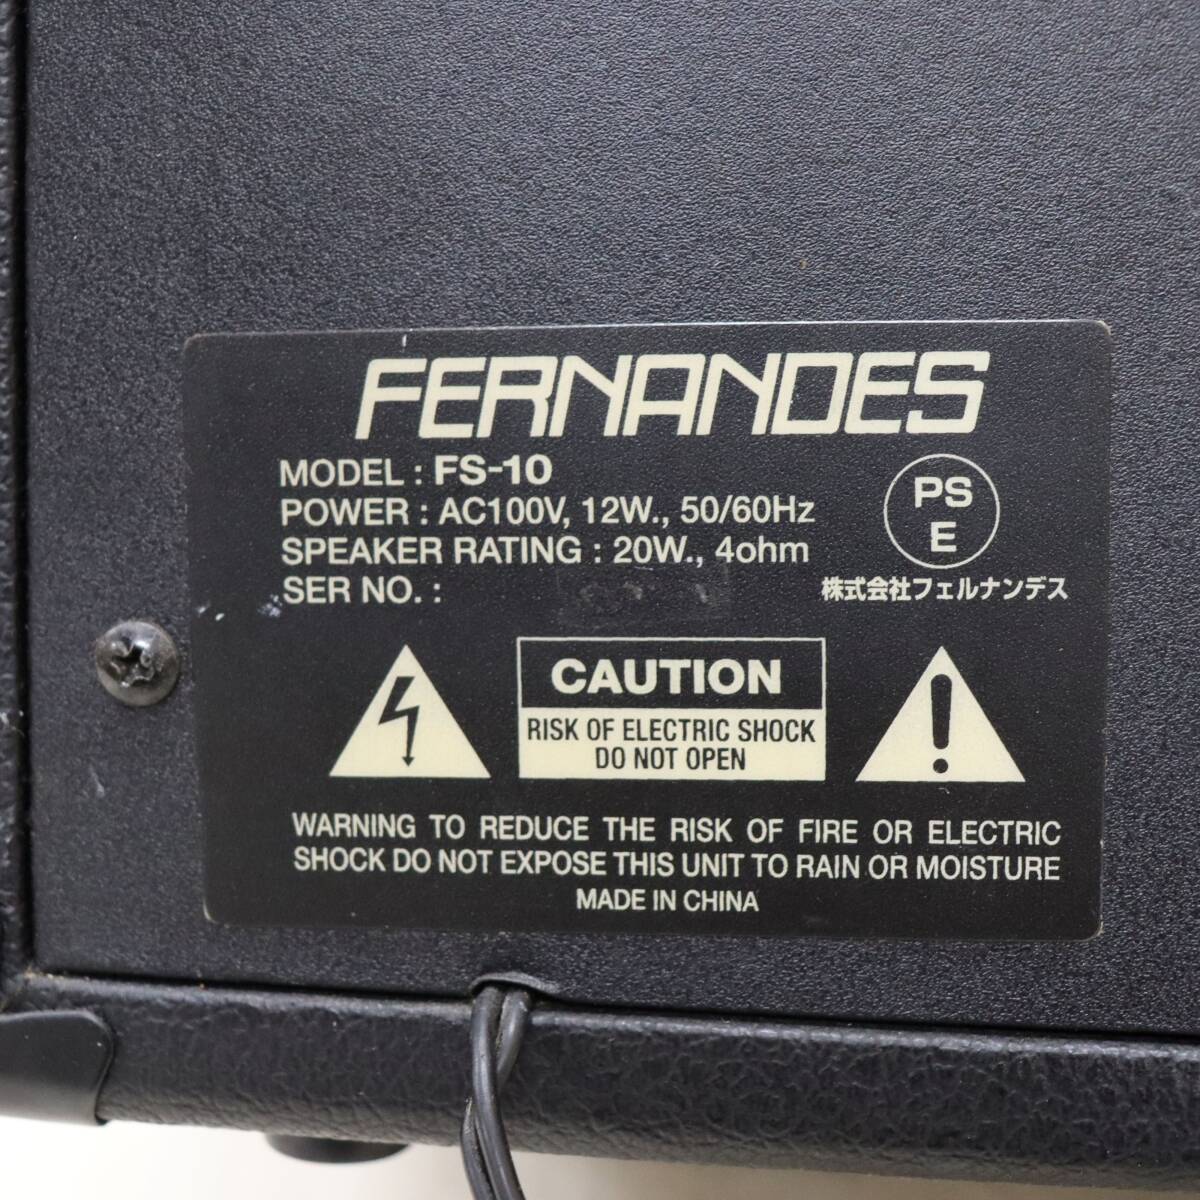 FERNANDES
MODEL : FS-10
POWER : AC100V, 12W., 50/60Hz
SPEAKER RATING : 20W., 4ohm
SER NO. :
PS
E
株式会社フェルナンデス
CAUTION
RISK OF ELECTRIC SHOCK
DO NOT OPEN
WARNING TO REDUCE THE RISK OF FIRE OR ELECTRIC
SHOCK DO NOT EXPOSE THIS UNIT TO RAIN OR MOISTURE
MADE IN CHINA